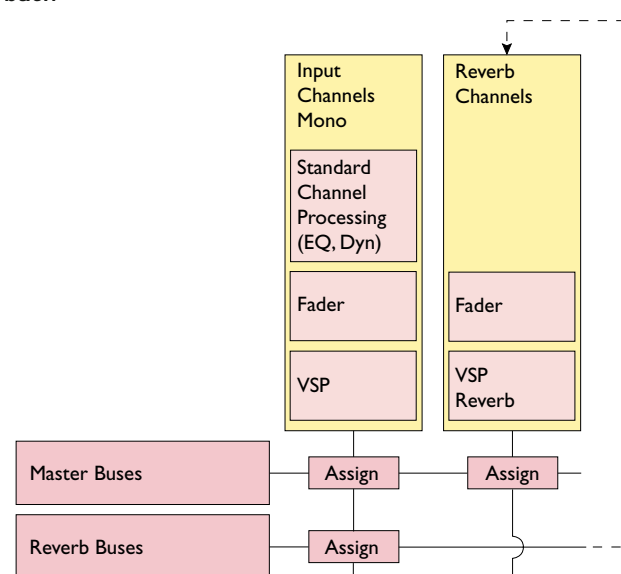 Input
Channels
Mono
Standard
Channel
Processing
(EQ, Dyn)
Fader
VSP
Reverb
Channels
Fader
VSP
Reverb
Master Buses
Assign
Assign
Reverb Buses
Assign